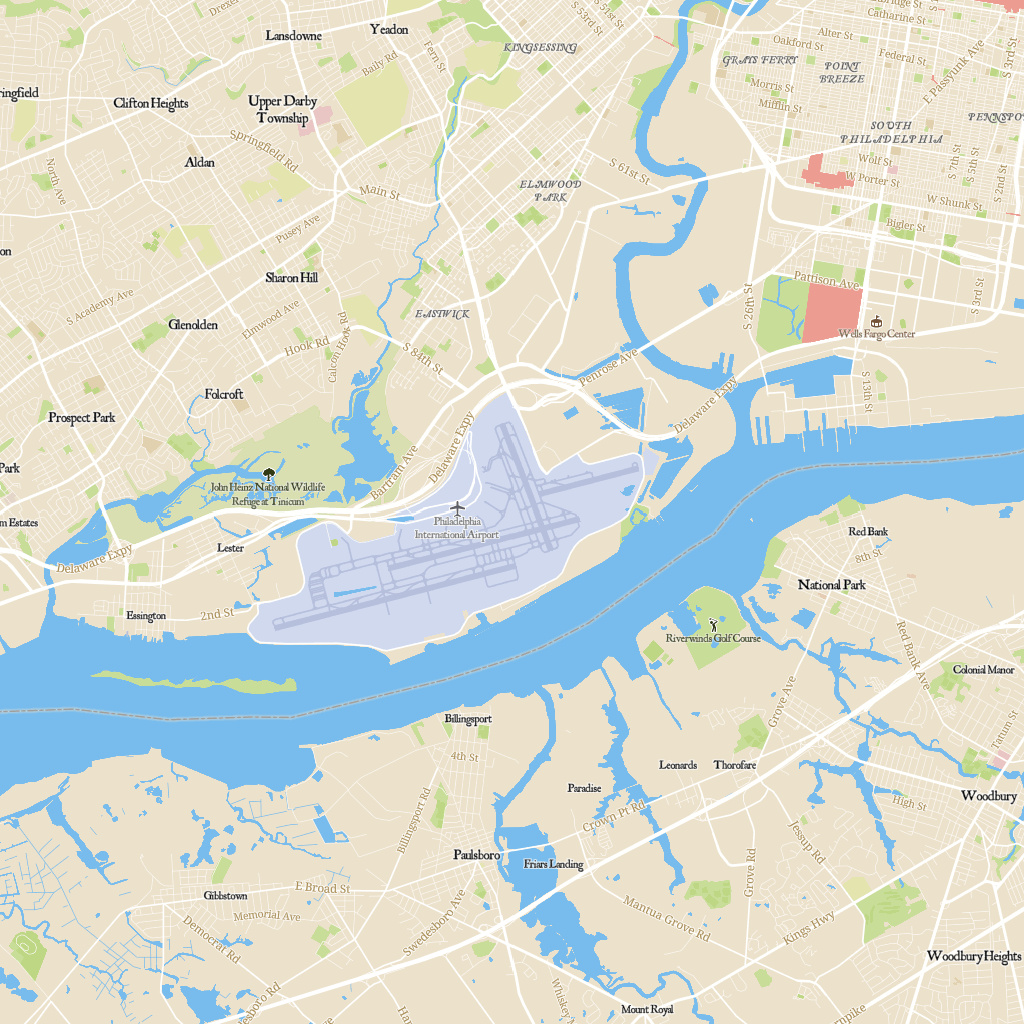 Drexel
Lansdowne
Yeadon
Fern St
Baily Rd
KINGSESSING
S 53rd St
S 51st St
GRAYS FERRY
POINT
BREEZE
Catharine St
Alter St
Oakford St
Federal St
E Passyunk Ave
S 3rd St
Morris St
Mifflin St
SOUTH
PHILADELPHIA
PENNSPO
ringfield
Clifton Heights
Upper Darby
Township
Springfield Rd
Aldan
North Ave
Main St
Pusey Ave
S 61st St
ELMWOOD
PARK
Wolf St
W Porter St
S 7th St
S 5th St
S 2nd St
W Shunk St
Bigler St
on
Sharon Hill
S Academy Ave
Elmwood Ave
Glenolden
Hook Rd
Calcon Hook Rd
EASTWICK
S 84th St
Pattison Ave
S 26th St
S 3rd St
Wells Fargo Center
Penrose Ave
Delaware Expy
S 13th St
Folcroft
Prospect Park
Park
Bartram Ave
Delaware Expy
John Heinz National Wildlife
Refuge at Tinicum
m Estates
Philadelphia
International Airport
Lester
Delaware Expy
Essington
2nd St
Red Bank
8th St
National Park
Riverwinds Golf Course
Red Bank Ave
Colonial Manor
Grove Ave
Tatum St
Billingsport
4th St
Leonards
Thorofare
Paradise
Woodbury
High St
Billingsport Rd
Crown Pt Rd
Jessup Rd
Paulsboro
Friars Landing
Grove Rd
Gibbstown
E Broad St
Memorial Ave
Democrat Rd
Swedesboro Ave
Mantua Grove Rd
Kings Hwy
Woodbury Heights
esboro Rd
Whiskey
Mount Royal
rnpike